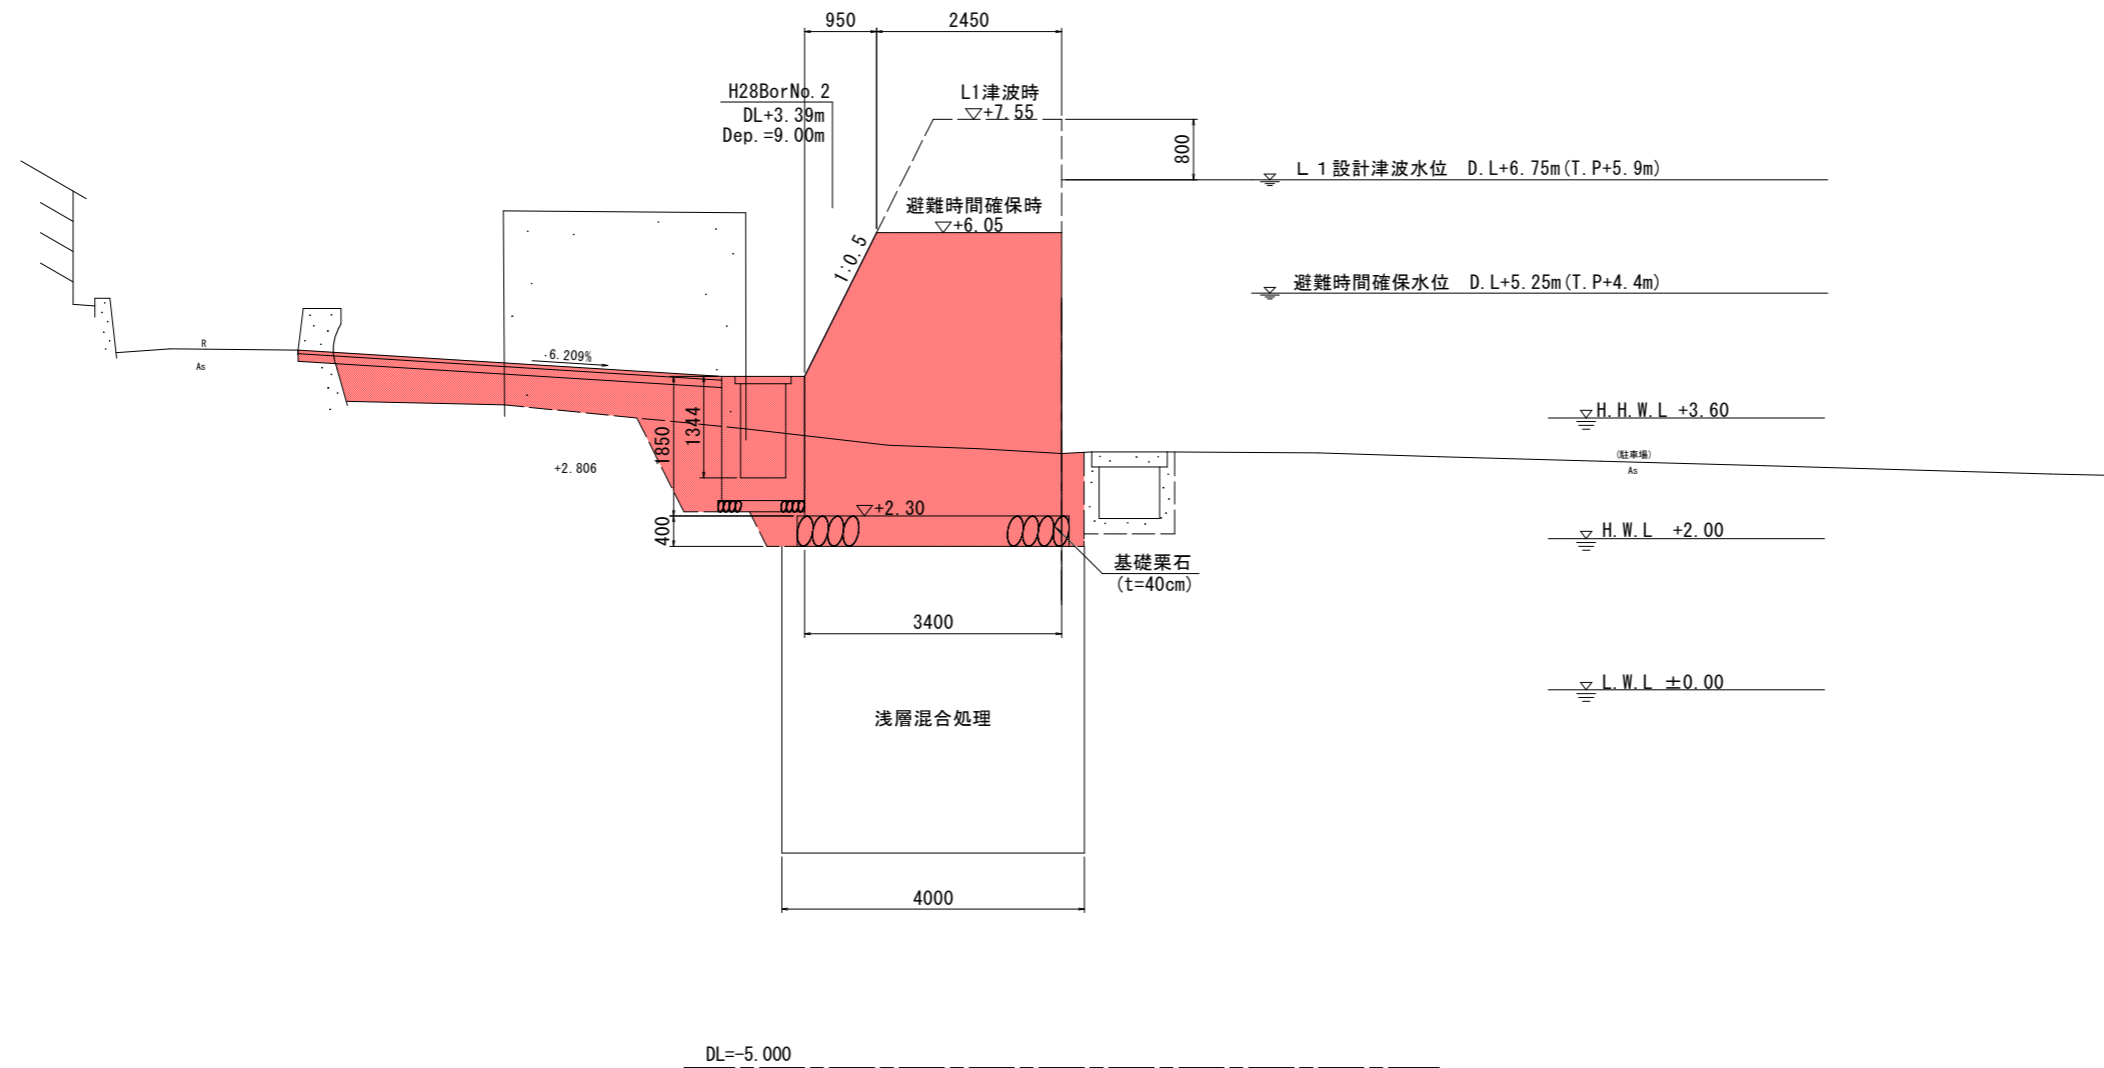 950
2450
H28BorNo.2
DL+3.39m
Dep.=9.00m
L1津波時
▽+7.55
800
L1設計津波水位 D.L+6.75m(T.P+5.9m)
避難時間確保時
▽+6.05
1:0.5
避難時間確保水位 D.L+5.25m(T.P+4.4m)
R
As
6.209%
1344
1850
400
+2.806
▽+2.30
H.H.W.L +3.60
(駐車場)
As
H.W.L +2.00
基礎栗石
(t=40cm)
3400
L.W.L ±0.00
浅層混合処理
4000
DL=-5.000